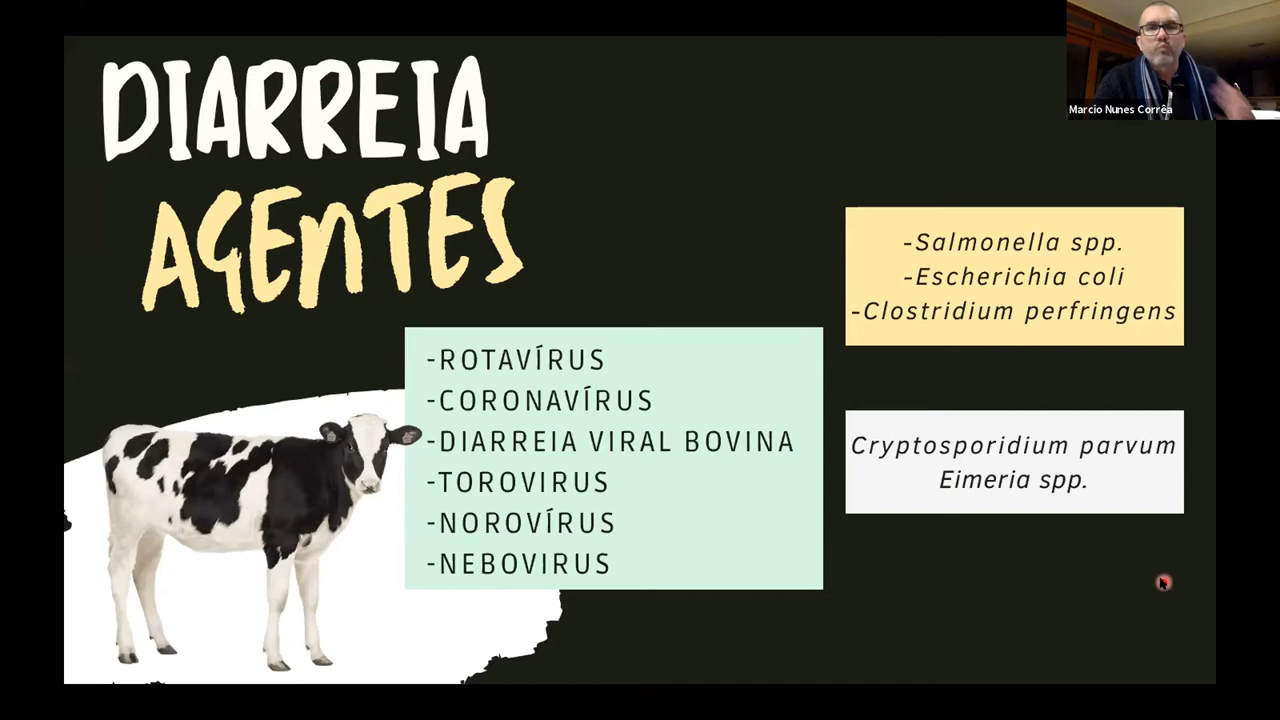 DIARREIA
AGENTES
-ROTAVÍRUS
-CORONAVÍRUS
-DIARREIA VIRAL BOVINA
-TOROVIRUS
-NOROVÍRUS
-NEBOVIRUS
-Salmonella spp.
-Escherichia coli
-Clostridium perfringens
Cryptosporidium parvum
Eimeria spp.
Marcio Nunes Corrêa